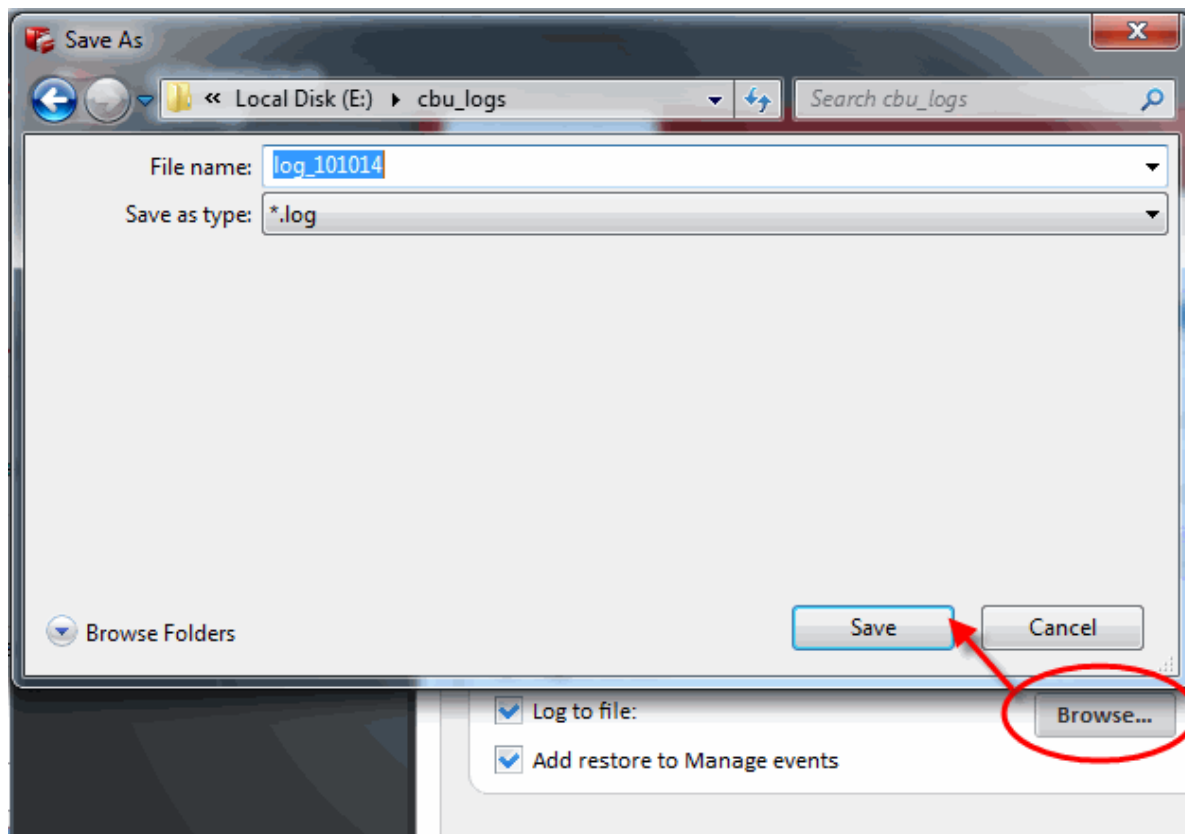 Save As
« Local Disk (E:) ▸ cbu_logs
Search cbu_logs
File name: log_101014
Save as type: *.log
Browse Folders
Save
Cancel
Log to file:
Browse...
Add restore to Manage events